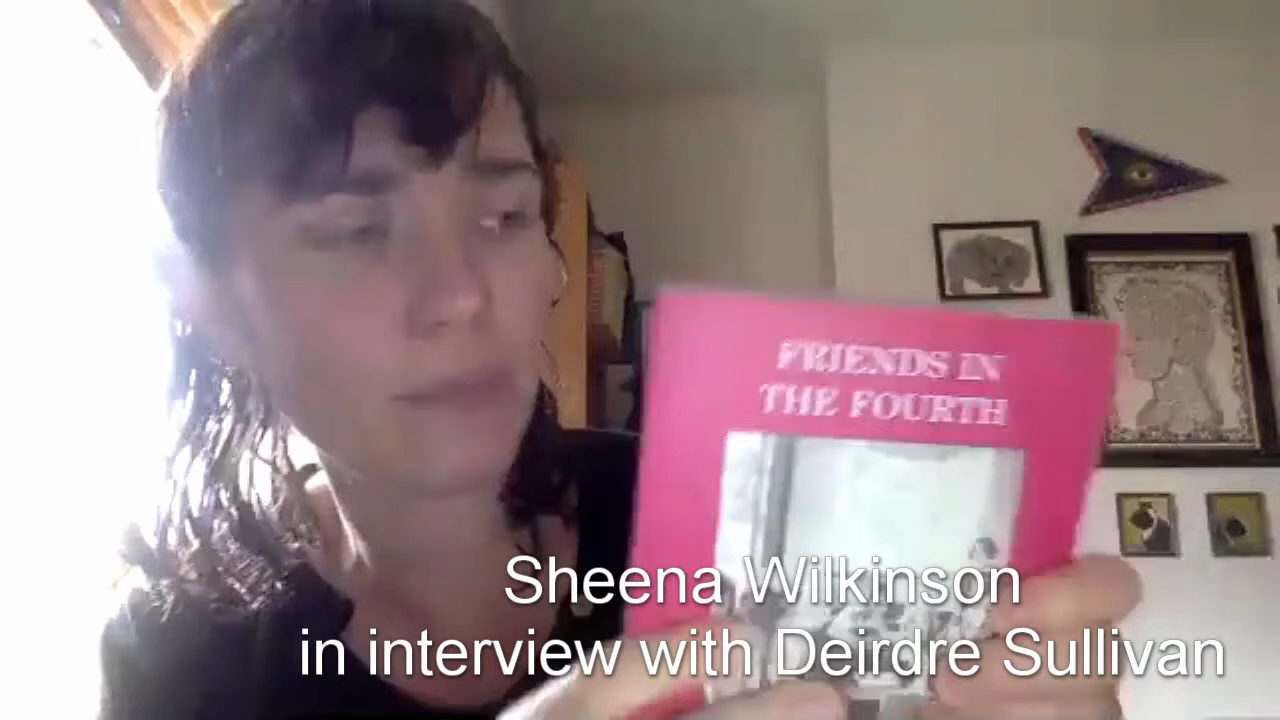 FRIENDS IN
THE FOURTH
Sheena Wilkinson
in interview with Deirdre Sullivan